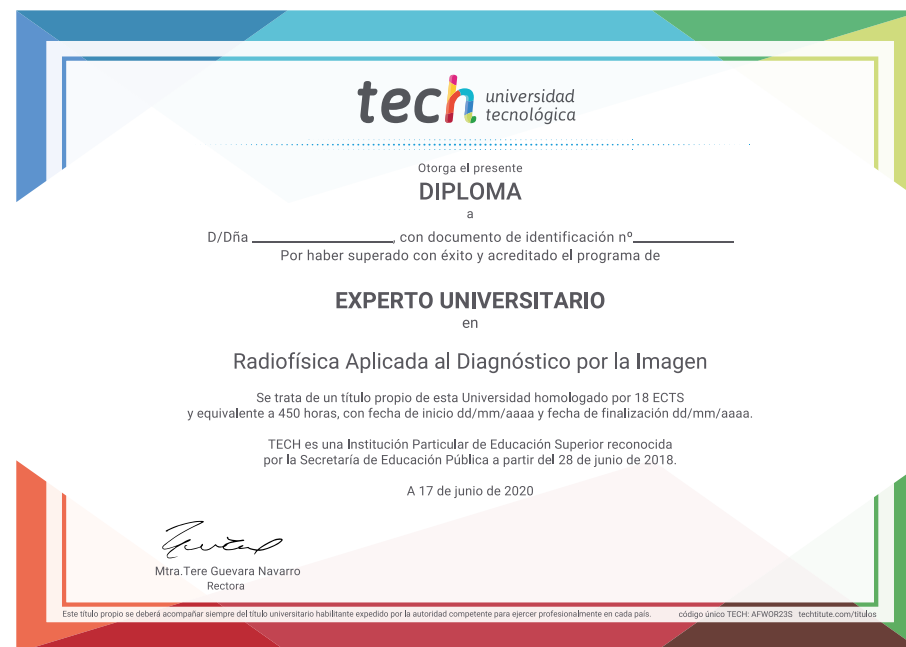 tech universidad
tecnológica
Otorga el presente
DIPLOMA
a
D/Dña ____________________, con documento de identificación nº______________
Por haber superado con éxito y acreditado el programa de
EXPERTO UNIVERSITARIO
en
Radiofísica Aplicada al Diagnóstico por la Imagen
Se trata de un título propio de esta Universidad homologado por 18 ECTS
y equivalente a 450 horas, con fecha de inicio dd/mm/aaaa y fecha de finalización dd/mm/aaaa.
TECH es una Institución Particular de Educación Superior reconocida
por la Secretaría de Educación Pública a partir del 28 de junio de 2018.
A 17 de junio de 2020
Mtra.Tere Guevara Navarro
Rectora
Este título propio se deberá acompañar siempre del título universitario habilitante expedido por la autoridad competente para ejercer profesionalmente en cada país. código único TECH: AFWOR23S techtitute.com/titulos